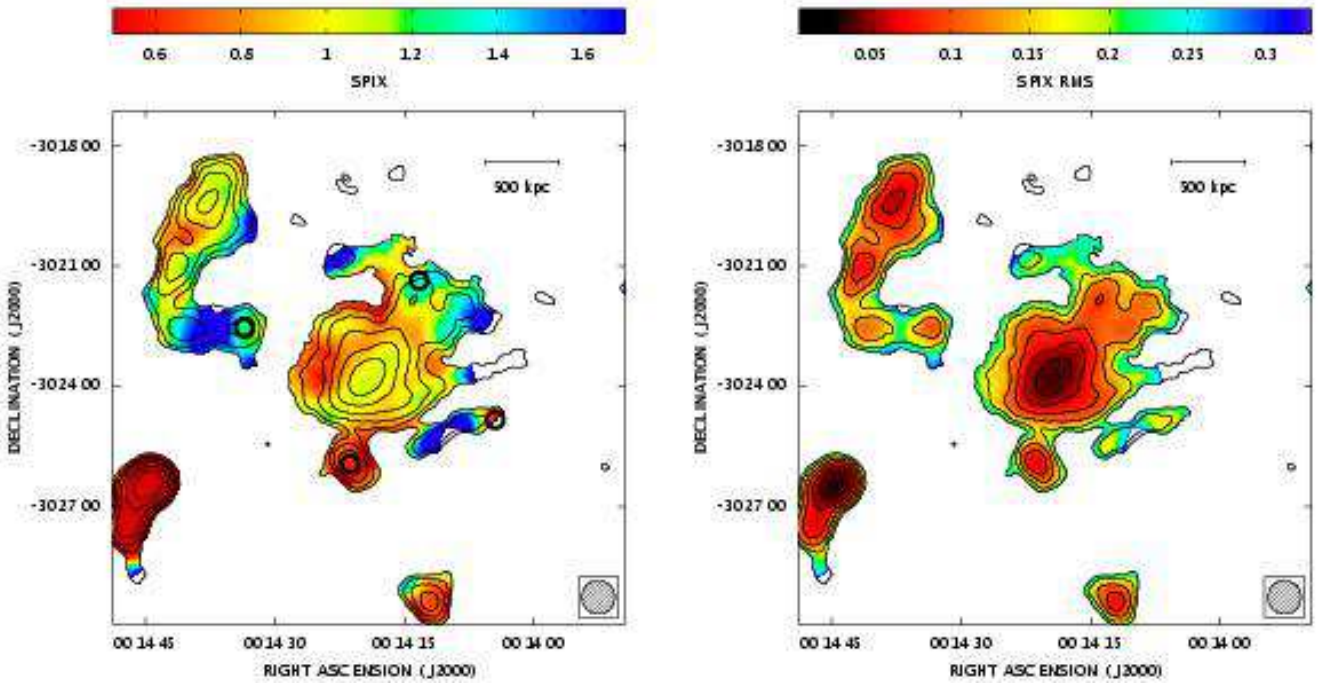 0.6 0.8 1 1.2 1.4 1.6
SPIX
-30 18 00
500 kpc
-30 21 00
DECLINATION (J2000)
-30 24 00
-30 27 00
00 14 45 00 14 30 00 14 15 00 14 00
RIGHT ASCENSION (J2000)
0.05 0.1 0.15 0.2 0.25 0.3
SPIX RMS
-30 18 00
500 kpc
-30 21 00
DECLINATION (J2000)
-30 24 00
-30 27 00
00 14 45 00 14 30 00 14 15 00 14 00
RIGHT ASCENSION (J2000)